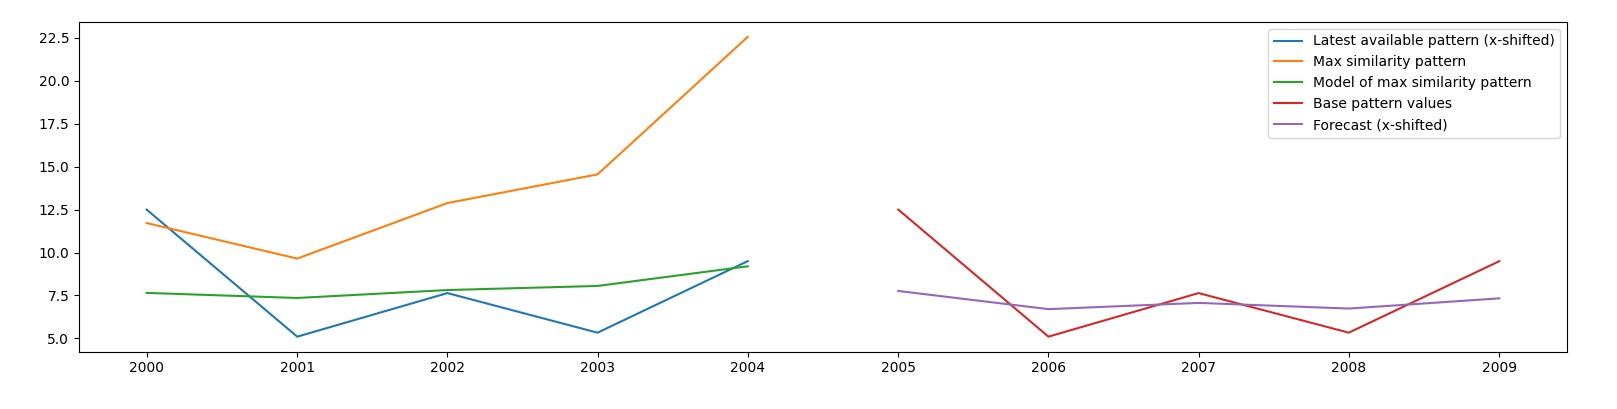 22.5
20.0
17.5
15.0
12.5
10.0
7.5
5.0
2000 2001 2002 2003 2004 2005 2006 2007 2008 2009
Latest available pattern (x-shifted)
Max similarity pattern
Model of max similarity pattern
Base pattern values
Forecast (x-shifted)